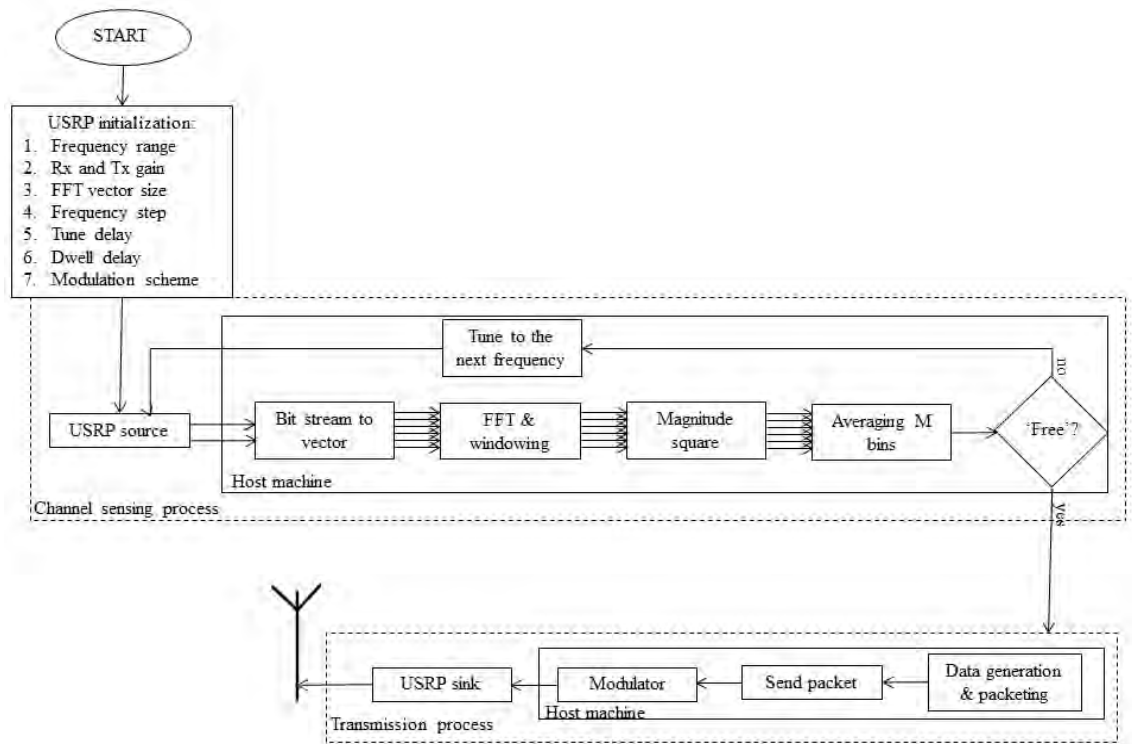 START
USRP initialization:
1. Frequency range
2. Rx and Tx gain
3. FFT vector size
4. Frequency step
5. Tune delay
6. Dwell delay
7. Modulation scheme
Tune to the
next frequency
no
USRP source
Bit stream to
vector
FFT &
windowing
Magnitude
square
Averaging M
bins
'Free'?
Host machine
Channel sensing process
yes
USRP sink
Modulator
Send packet
Data generation
& packeting
Host machine
Transmission process